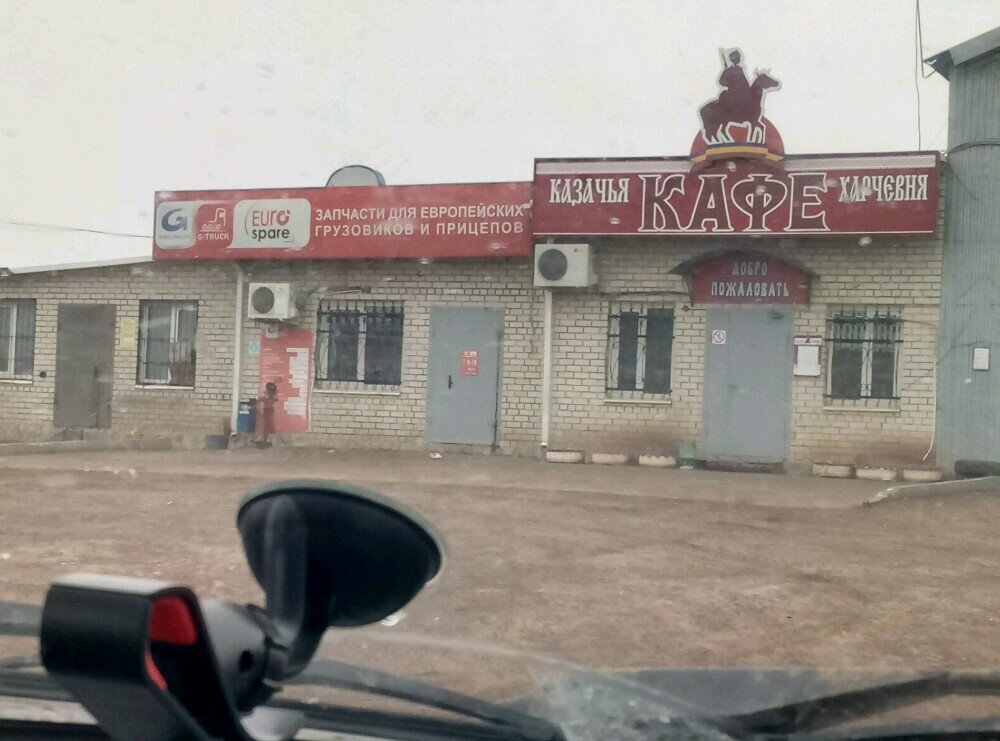 G-TRUCK
EURO
spare
ЗАПЧАСТИ ДЛЯ ЕВРОПЕЙСКИХ
ГРУЗОВИКОВ И ПРИЦЕПОВ
КАЗАЧЬЯ КАФЕ ХАРЧЕВНЯ
ДОБРО
ПОЖАЛОВАТЬ